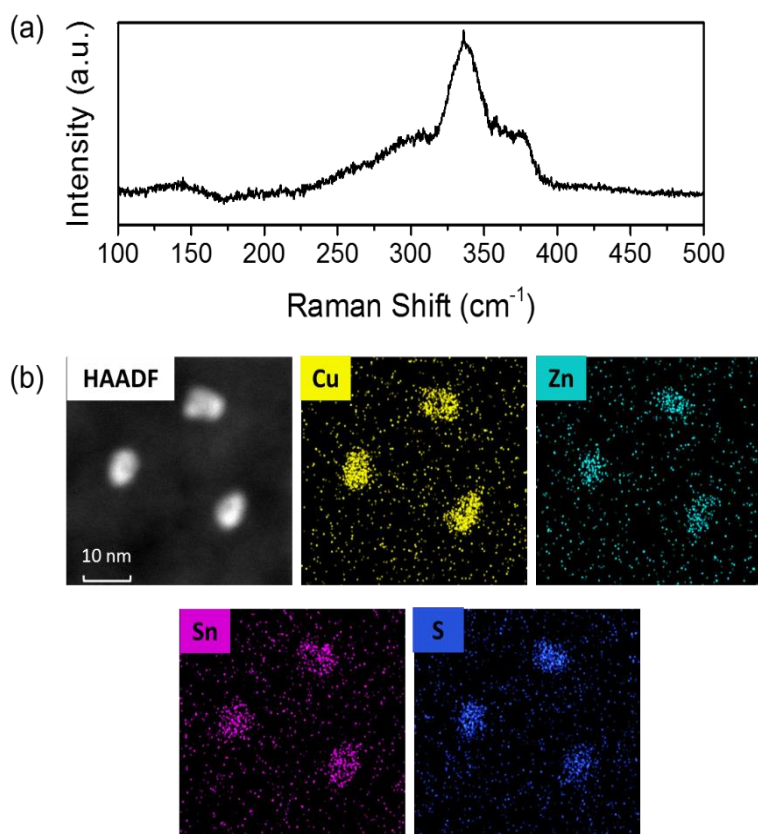 (a)
Intensity (a.u.)
100 150 200 250 300 350 400 450 500
Raman Shift (cm⁻¹)
(b)
HAADF
Cu
Zn
10 nm
Sn
S